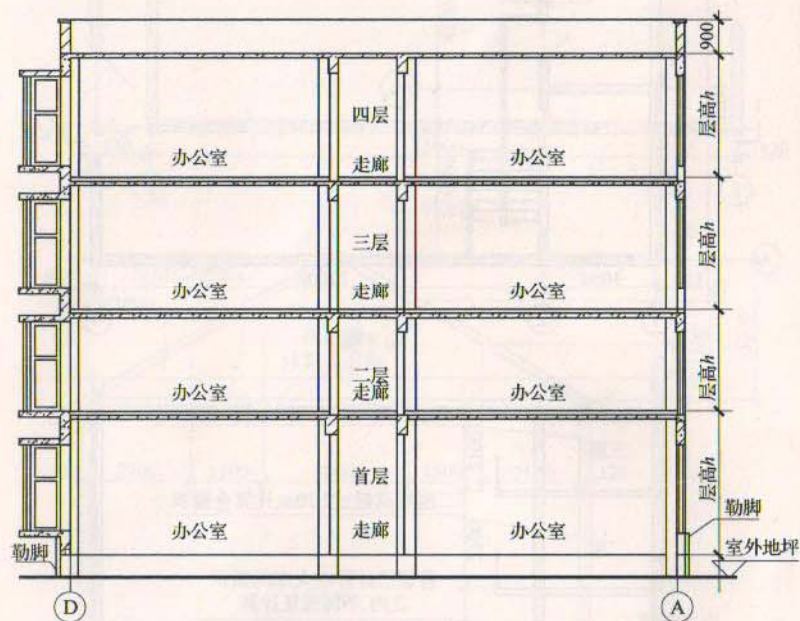 900
四层
层高h
办公室 走廊 办公室
三层
层高h
办公室 走廊 办公室
二层
层高h
办公室 走廊 办公室
首层
层高h
勒脚
办公室 走廊 办公室
勒脚
室外地坪
D A